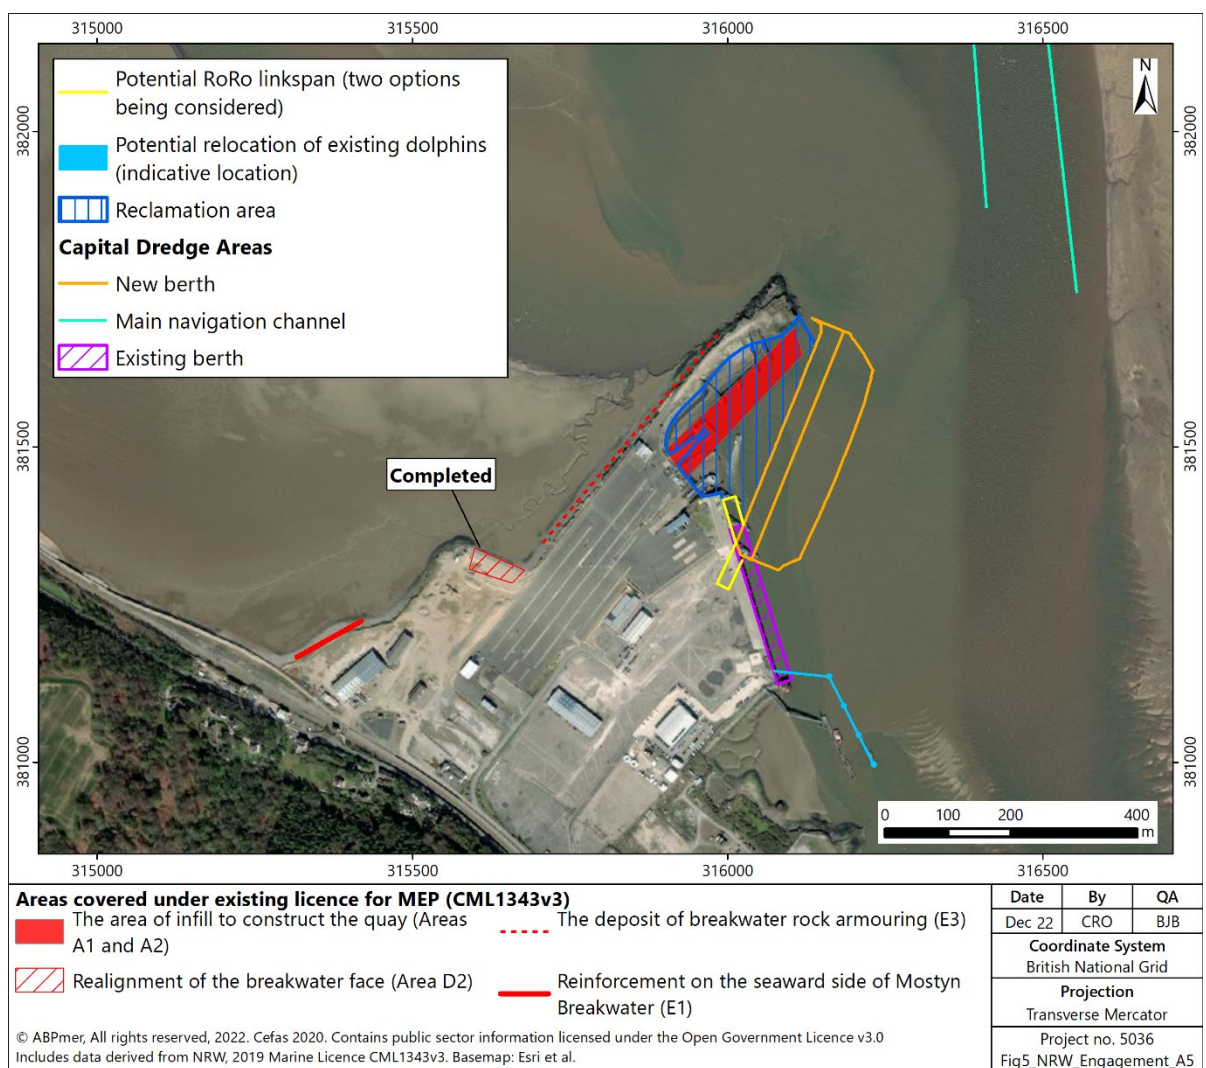 315000 315500 316000 316500
N
382000 382000
381500 381500
381000 381000
Potential RoRo linkspan (two options
being considered)
Potential relocation of existing dolphins
(indicative location)
Reclamation area
Capital Dredge Areas
New berth
Main navigation channel
Existing berth
Completed
0 100 200 400
m
315000 315500 316000 316500
Areas covered under existing licence for MEP (CML1343v3)
The area of infill to construct the quay (Areas
A1 and A2)
The deposit of breakwater rock armouring (E3)
Realignment of the breakwater face (Area D2)
Reinforcement on the seaward side of Mostyn
Breakwater (E1)
© ABPmer, All rights reserved, 2022. Cefas 2020. Contains public sector information licensed under the Open Government Licence v3.0
Includes data derived from NRW, 2019 Marine Licence CML1343v3. Basemap: Esri et al.
Date By QA
Dec 22 CRO BJB
Coordinate System
British National Grid
Projection
Transverse Mercator
Project no. 5036
Fig5_NRW_Engagement_A5